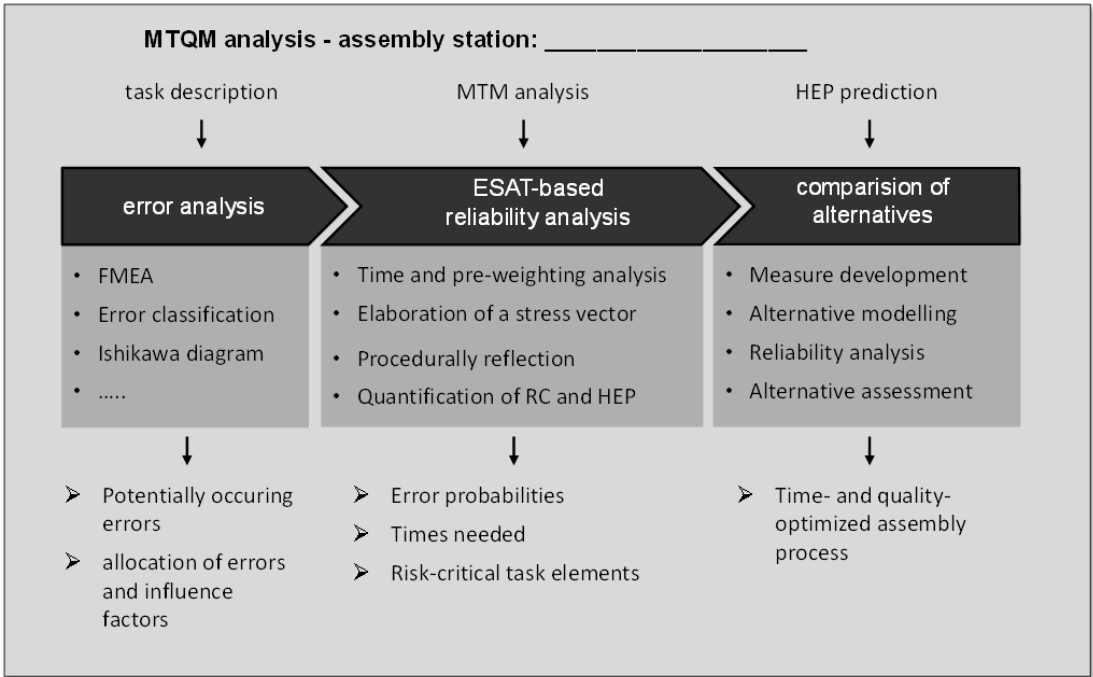 MTQM analysis - assembly station: ____________________
task description
MTM analysis
HEP prediction
error analysis
ESAT-based
reliability analysis
comparision of
alternatives
• FMEA
• Error classification
• Ishikawa diagram
• .....
• Time and pre-weighting analysis
• Elaboration of a stress vector
• Procedurally reflection
• Quantification of RC and HEP
• Measure development
• Alternative modelling
• Reliability analysis
• Alternative assessment
➢ Potentially occuring
errors
➢ allocation of errors
and influence
factors
➢ Error probabilities
➢ Times needed
➢ Risk-critical task elements
➢ Time- and quality-
optimized assembly
process